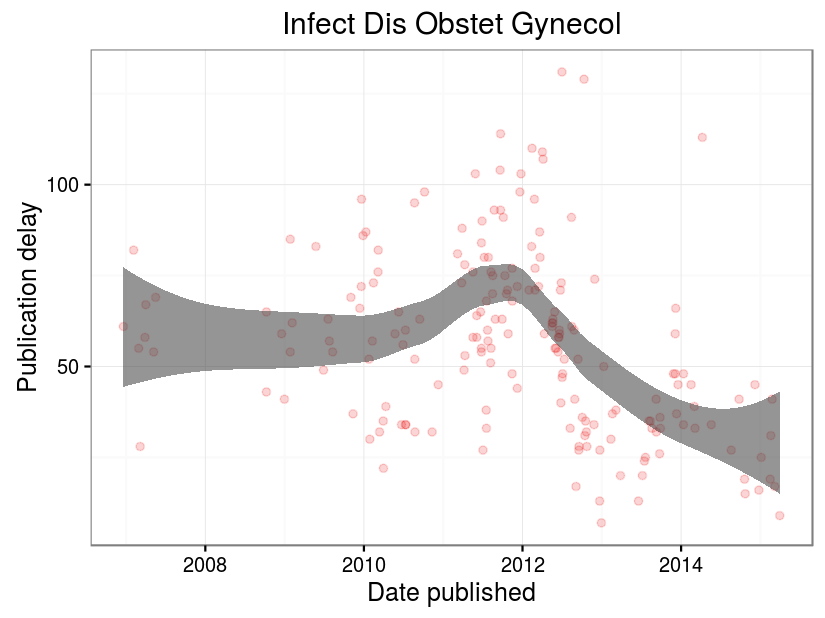 Infect Dis Obstet Gynecol
Publication delay
100
50
2008 2010 2012 2014
Date published